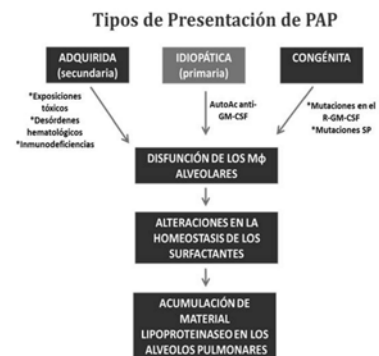 Tipos de Presentación de PAP
ADQUIRIDA
(secundaria)
IDIOPÁTICA
(primaria)
CONGÉNITA
*Exposiciones
tóxicos
*Desórdenes
hematológicos
*Inmunodeficiencias
AutoAc anti-
GM-CSF
*Mutaciones en el
R-GM-CSF
*Mutaciones SP
DISFUNCIÓN DE LOS Mφ
ALVEOLARES
ALTERACIONES EN LA
HOMEOSTASIS DE LOS
SURFACTANTES
ACUMULACIÓN DE
MATERIAL
LIPOPROTEINASEO EN LOS
ALVEOLOS PULMONARES